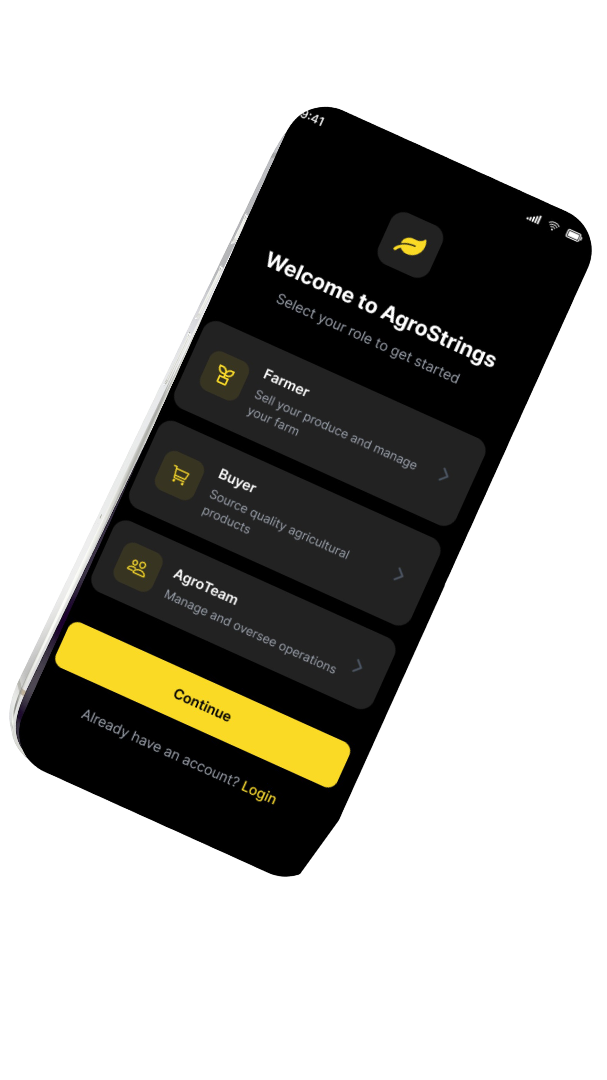 9:41
Welcome to AgroStrings
Select your role to get started
Farmer
Sell your produce and manage
your farm
Buyer
Source quality agricultural
products
AgroTeam
Manage and oversee operations
Continue
Already have an account? Login